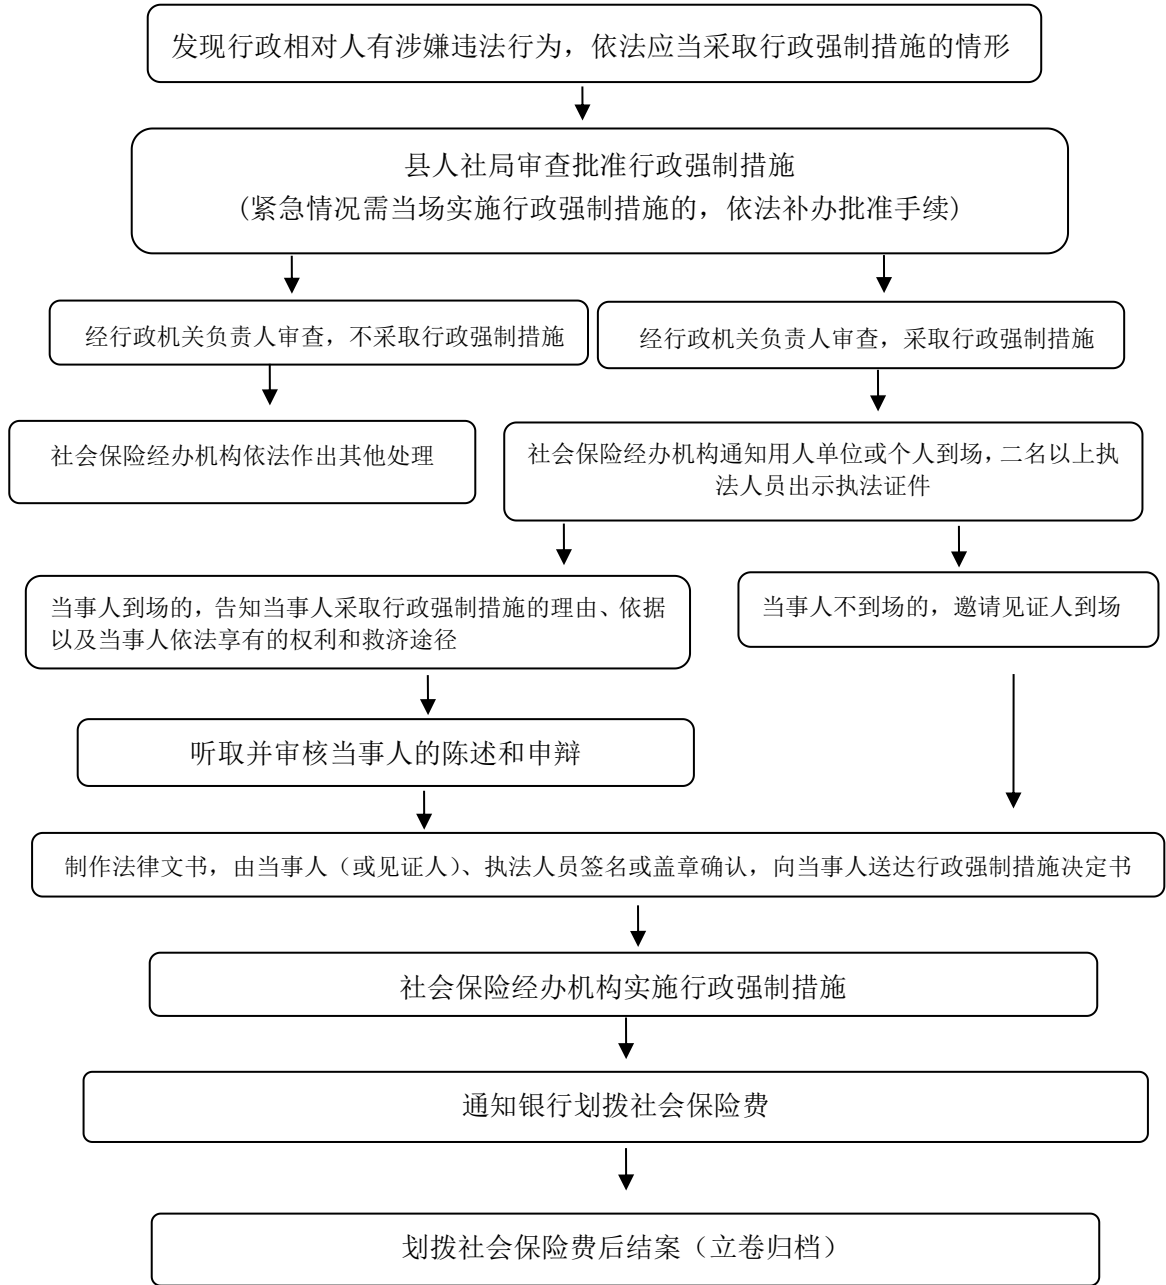 发现行政相对人有涉嫌违法行为，依法应当采取行政强制措施的情形
县人社局审查批准行政强制措施
(紧急情况需当场实施行政强制措施的，依法补办批准手续)
经行政机关负责人审查，不采取行政强制措施
经行政机关负责人审查，采取行政强制措施
社会保险经办机构依法作出其他处理
社会保险经办机构通知用人单位或个人到场，二名以上执
法人员出示执法证件
当事人到场的，告知当事人采取行政强制措施的理由、依据
以及当事人依法享有的权利和救济途径
当事人不到场的，邀请见证人到场
听取并审核当事人的陈述和申辩
制作法律文书，由当事人（或见证人）、执法人员签名或盖章确认，向当事人送达行政强制措施决定书
社会保险经办机构实施行政强制措施
通知银行划拨社会保险费
划拨社会保险费后结案（立卷归档）